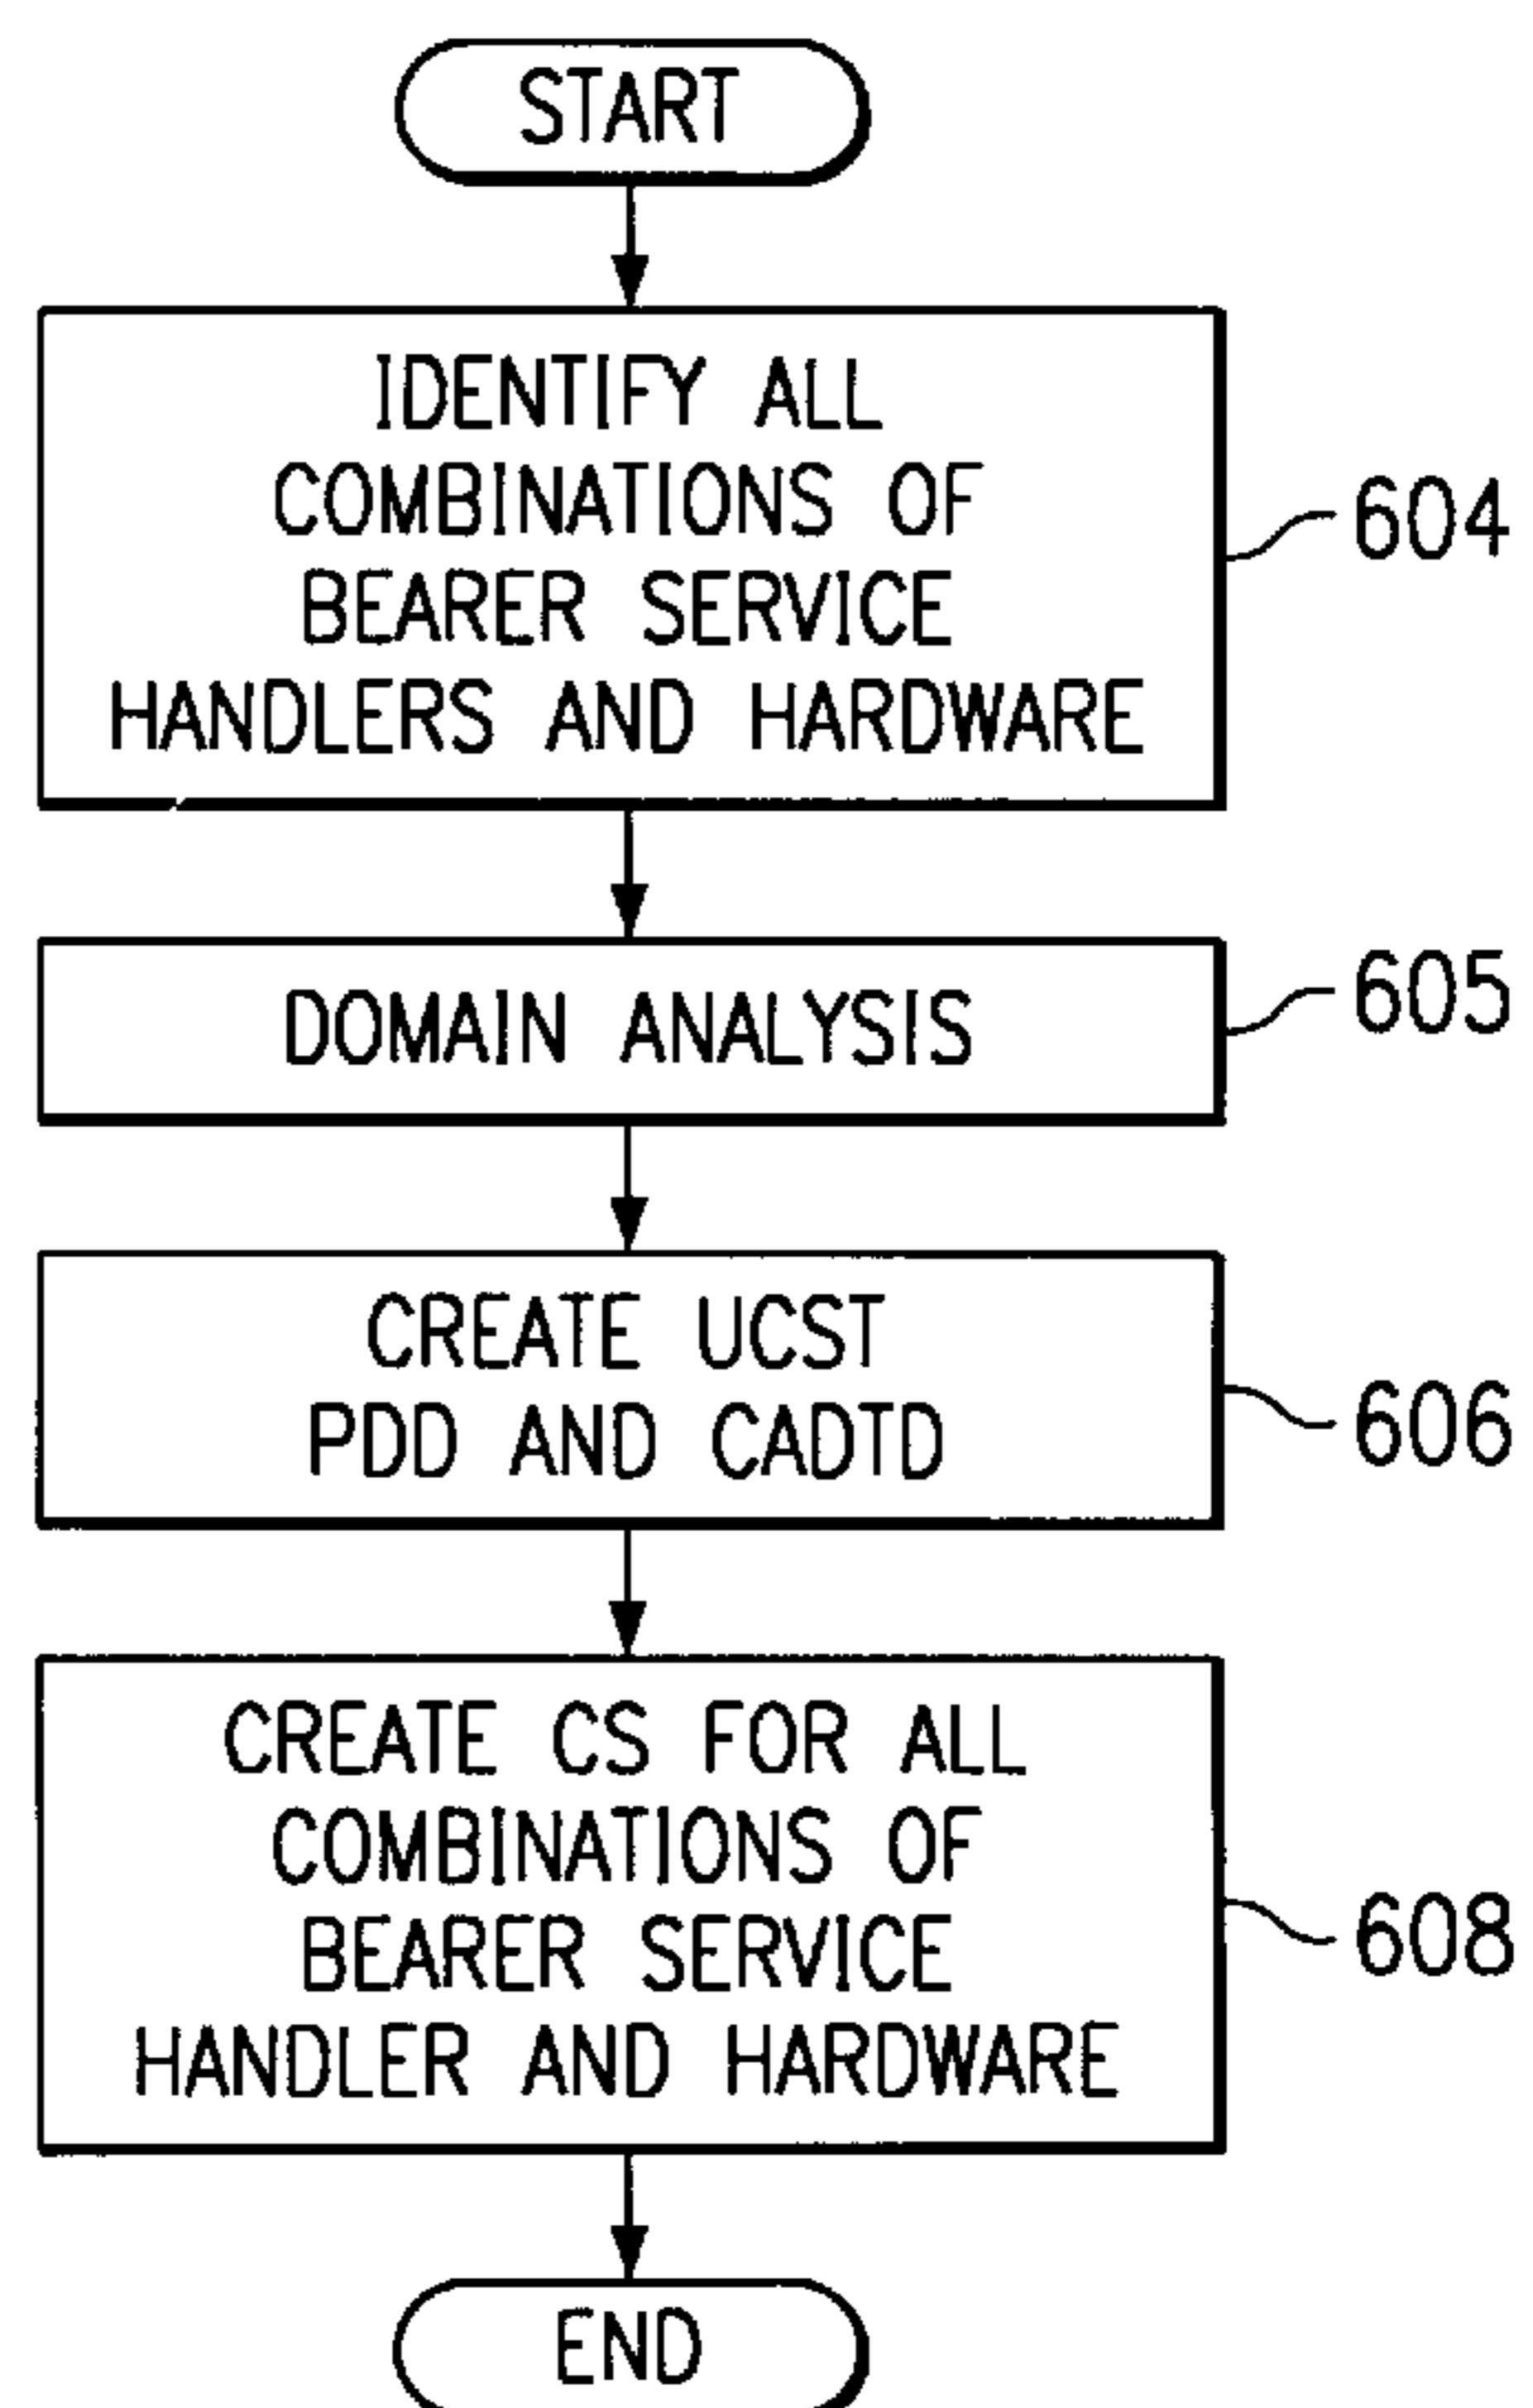 START
IDENTIFY ALL
COMBINATIONS OF
BEARER SERVICE
HANDLERS AND HARDWARE
604
DOMAIN ANALYSIS
605
CREATE UCST
PDD AND CADTD
606
CREATE CS FOR ALL
COMBINATIONS OF
BEARER SERVICE
HANDLER AND HARDWARE
608
END